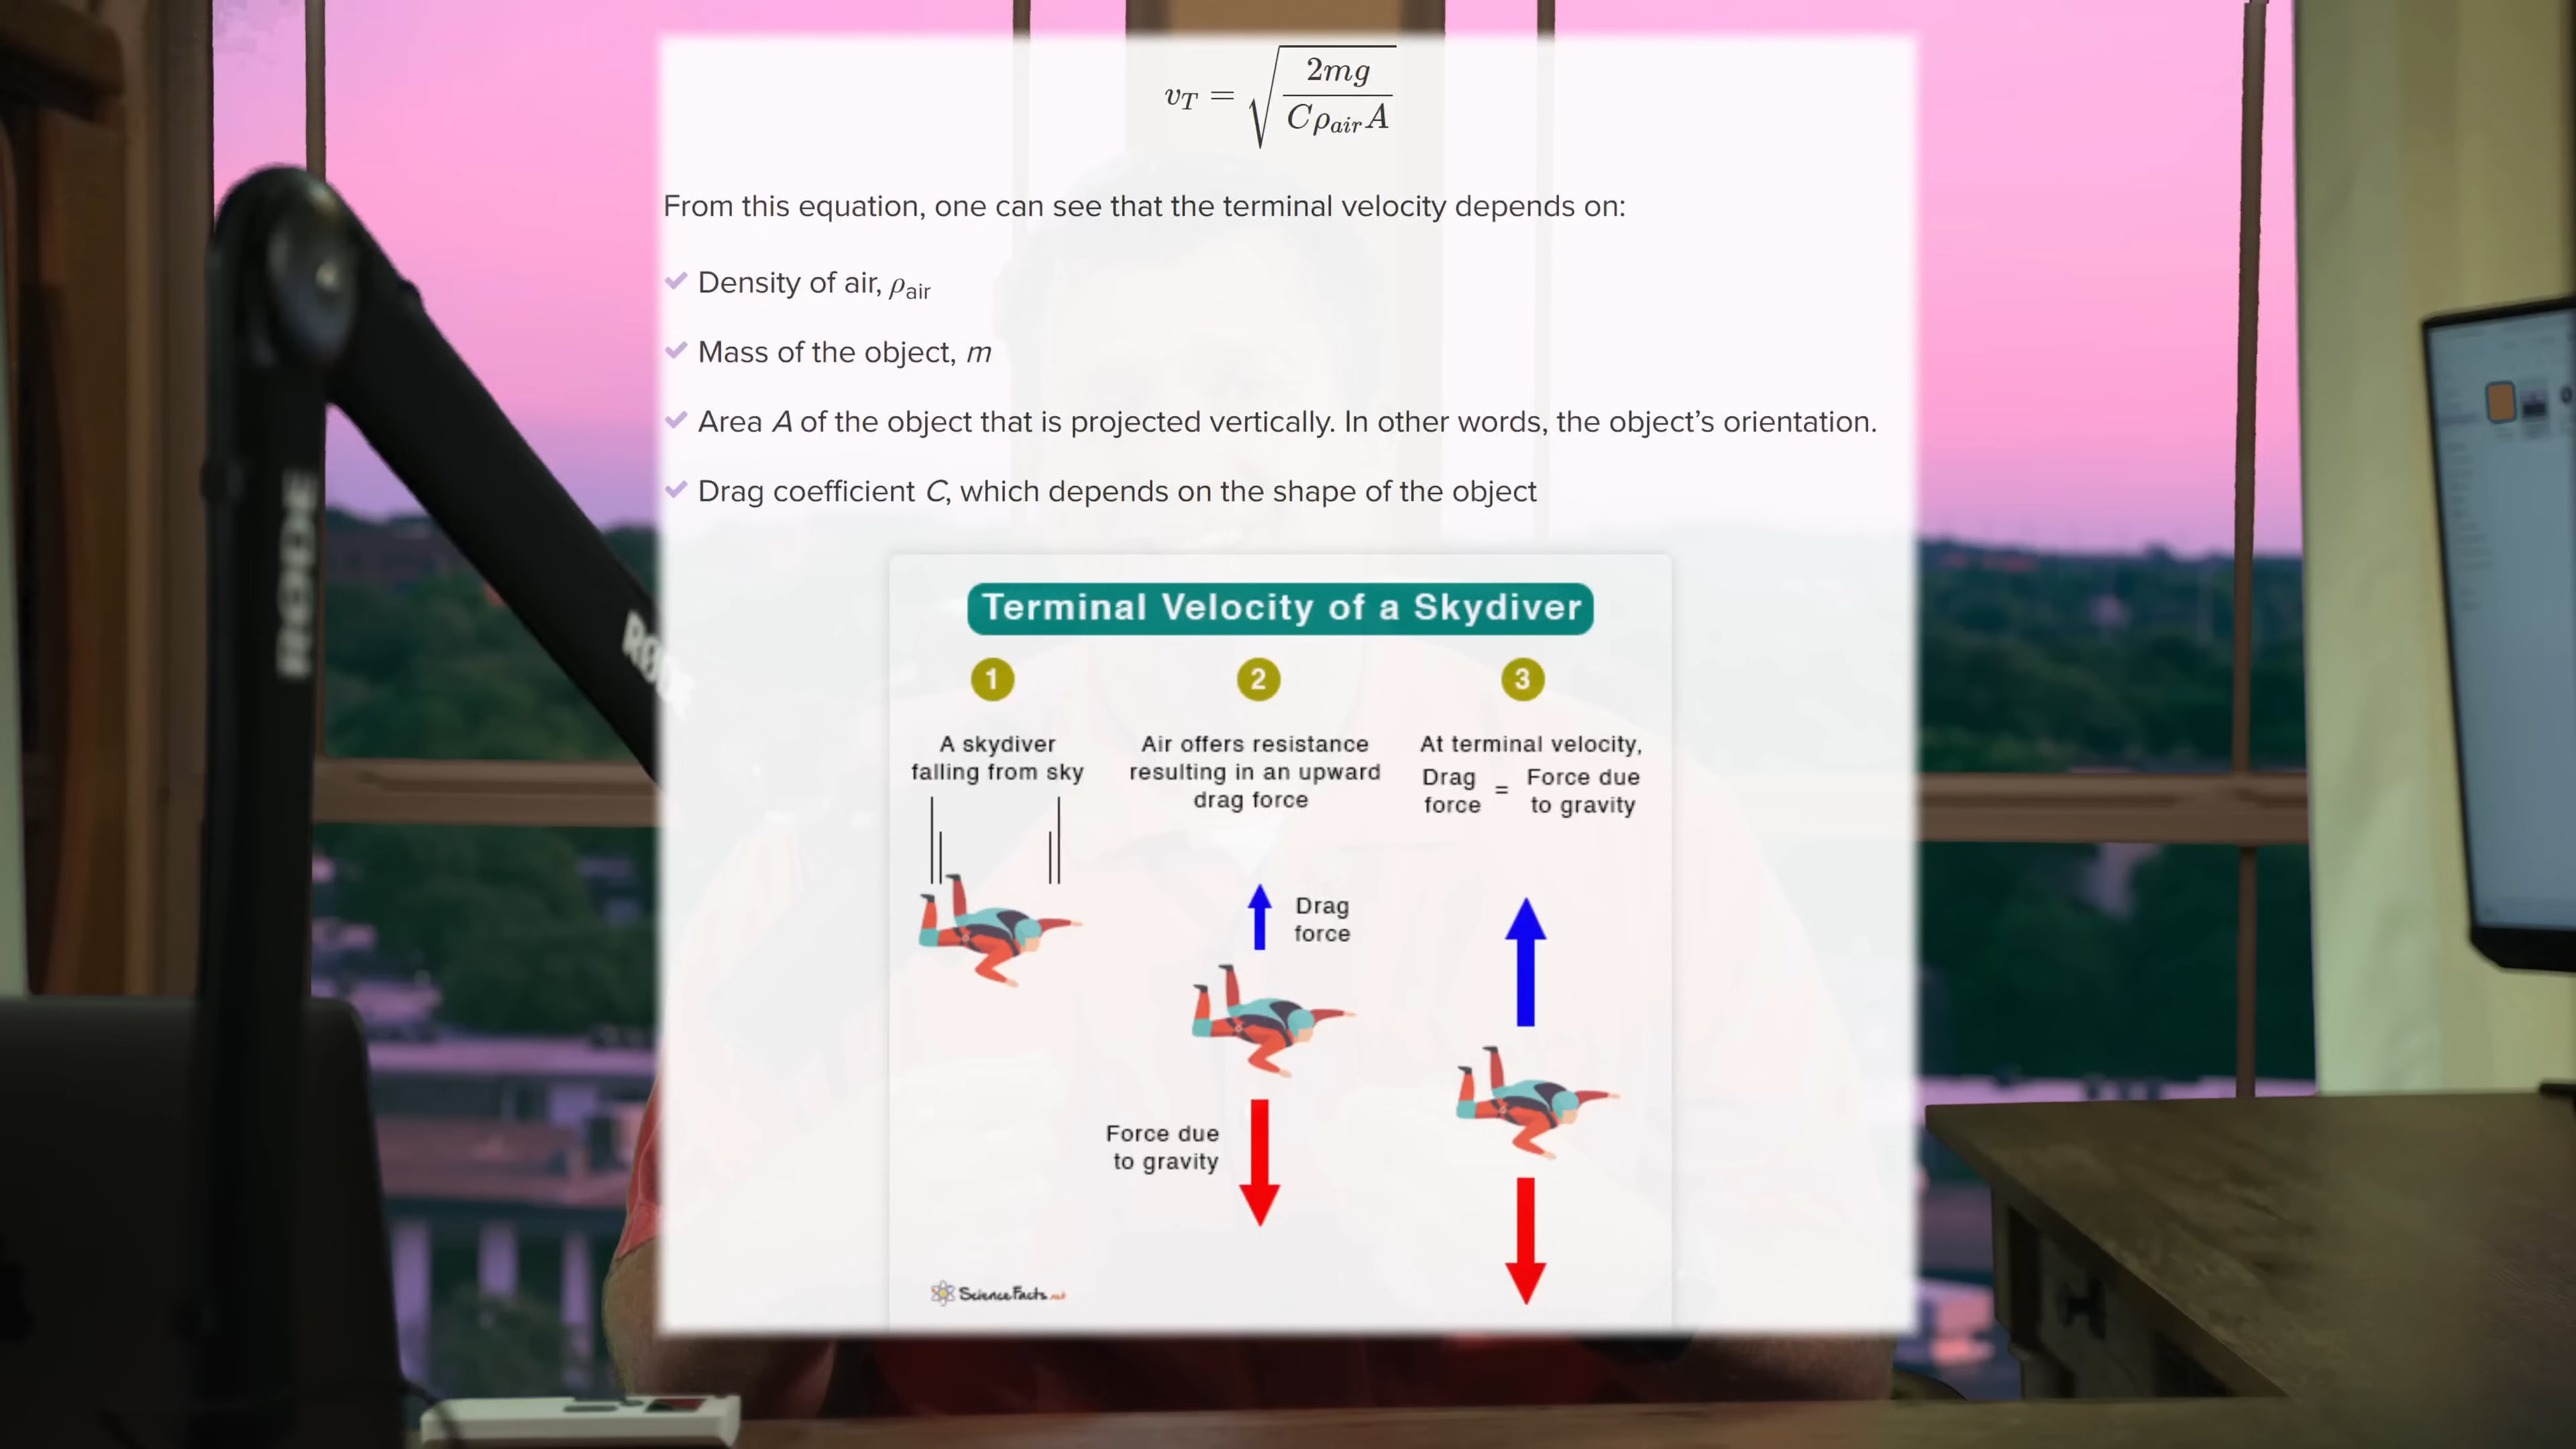 v_T = √(2mg / Cρ_air A)
From this equation, one can see that the terminal velocity depends on:
Density of air, ρ_air
Mass of the object, m
Area A of the object that is projected vertically. In other words, the object’s orientation.
Drag coefficient C, which depends on the shape of the object
Terminal Velocity of a Skydiver
1
A skydiver
falling from sky
2
Air offers resistance
resulting in an upward
drag force
Drag
force
Force due
to gravity
3
At terminal velocity,
Drag force = Force due to gravity
ScienceFacts.net
RODE
RODE